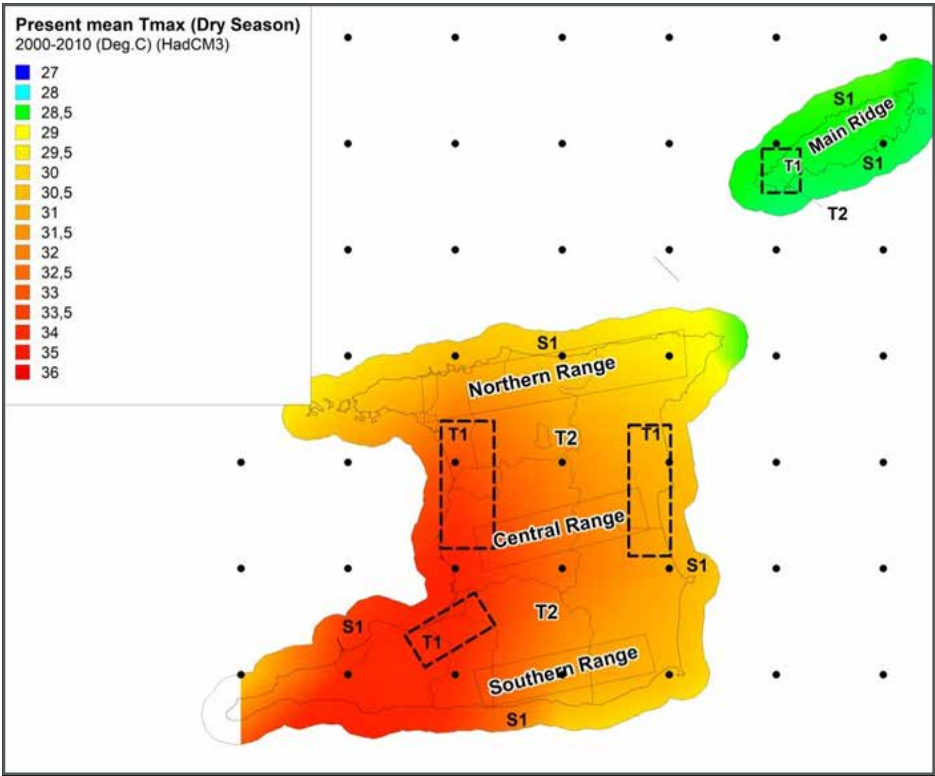 Present mean Tmax (Dry Season)
2000-2010 (Deg.C) (HadCM3)
27
28
28,5
29
29,5
30
30,5
31
31,5
32
32,5
33
33,5
34
35
36
S1
Main Ridge
T1
S1
T2
S1
Northern Range
T1
T2
T1
Central Range
S1
T2
S1
T1
Southern Range
S1